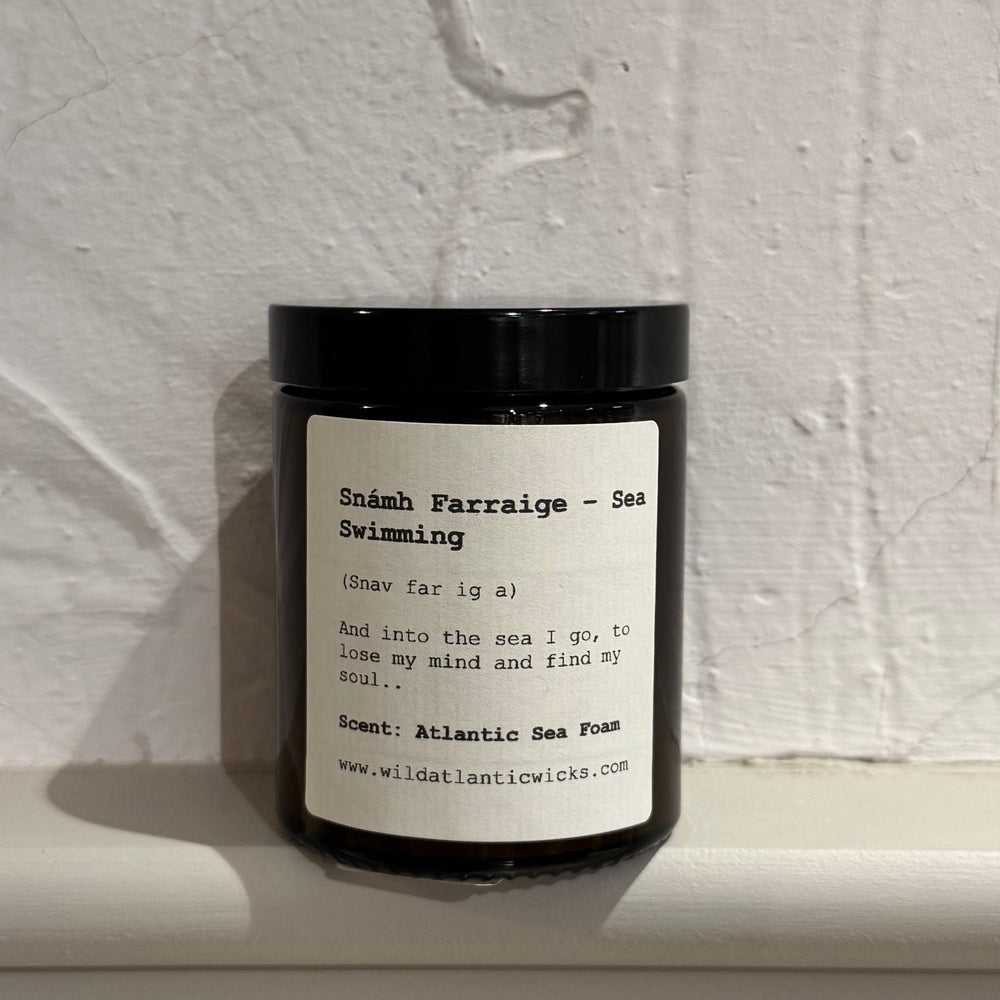 Snámh Farraige – Sea
Swimming
(Snav far ig a)
And into the sea I go, to
lose my mind and find my
soul..
Scent: Atlantic Sea Foam
www.wildatlanticwicks.com